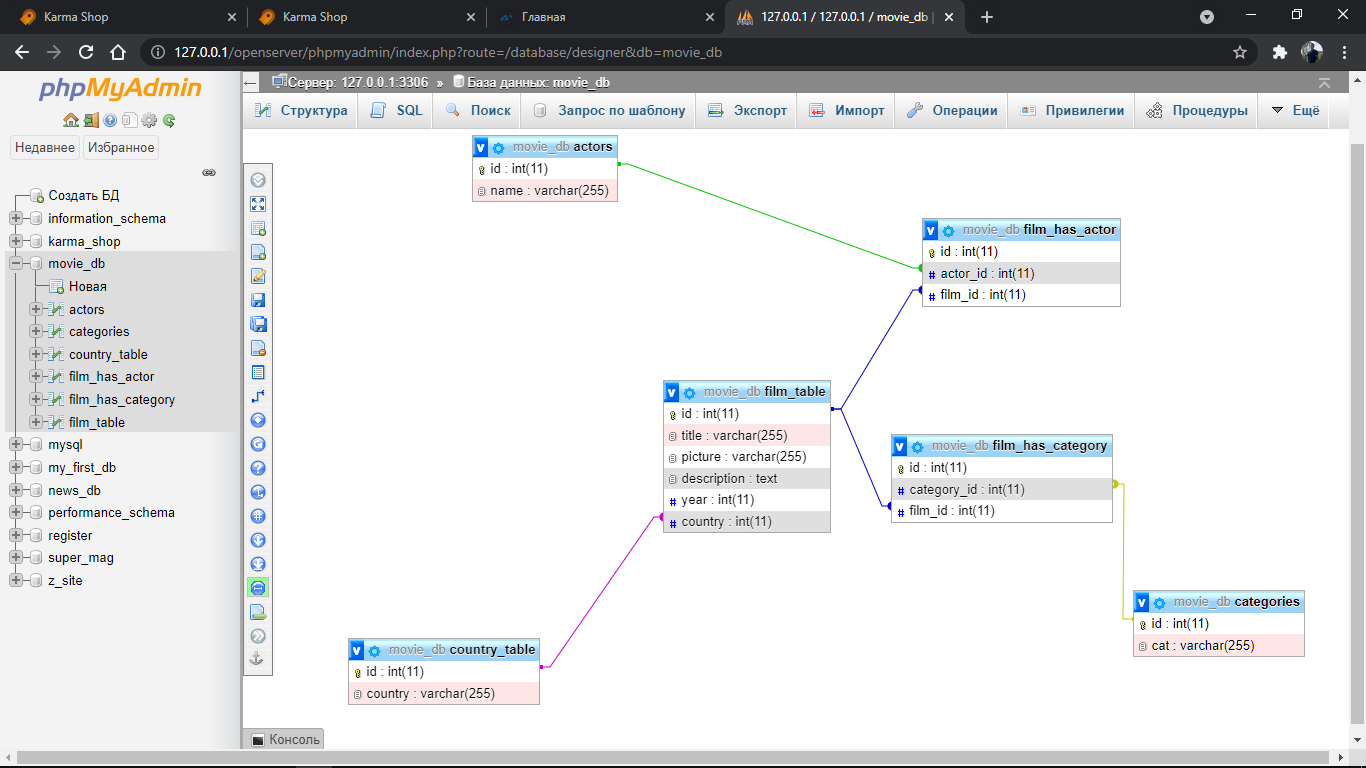 Karma Shop
Karma Shop
Главная
127.0.0.1 / 127.0.0.1 / movie_db |
127.0.0.1/openserver/phpmyadmin/index.php?route=/database/designer&db=movie_db
phpMyAdmin
Недавнее Избранное
Создать БД
information_schema
karma_shop
movie_db
Новая
actors
categories
country_table
film_has_actor
film_has_category
film_table
mysql
my_first_db
news_db
performance_schema
register
super_mag
z_site
Сервер: 127.0.0.1:3306 » База данных: movie_db
Структура SQL Поиск Запрос по шаблону Экспорт Импорт Операции Привилегии Процедуры Ещё
v movie_db actors
id : int(11)
name : varchar(255)
v movie_db film_has_actor
id : int(11)
# actor_id : int(11)
# film_id : int(11)
v movie_db film_table
id : int(11)
title : varchar(255)
picture : varchar(255)
description : text
# year : int(11)
# country : int(11)
v movie_db film_has_category
id : int(11)
# category_id : int(11)
# film_id : int(11)
v movie_db categories
id : int(11)
cat : varchar(255)
v movie_db country_table
id : int(11)
country : varchar(255)
Консоль